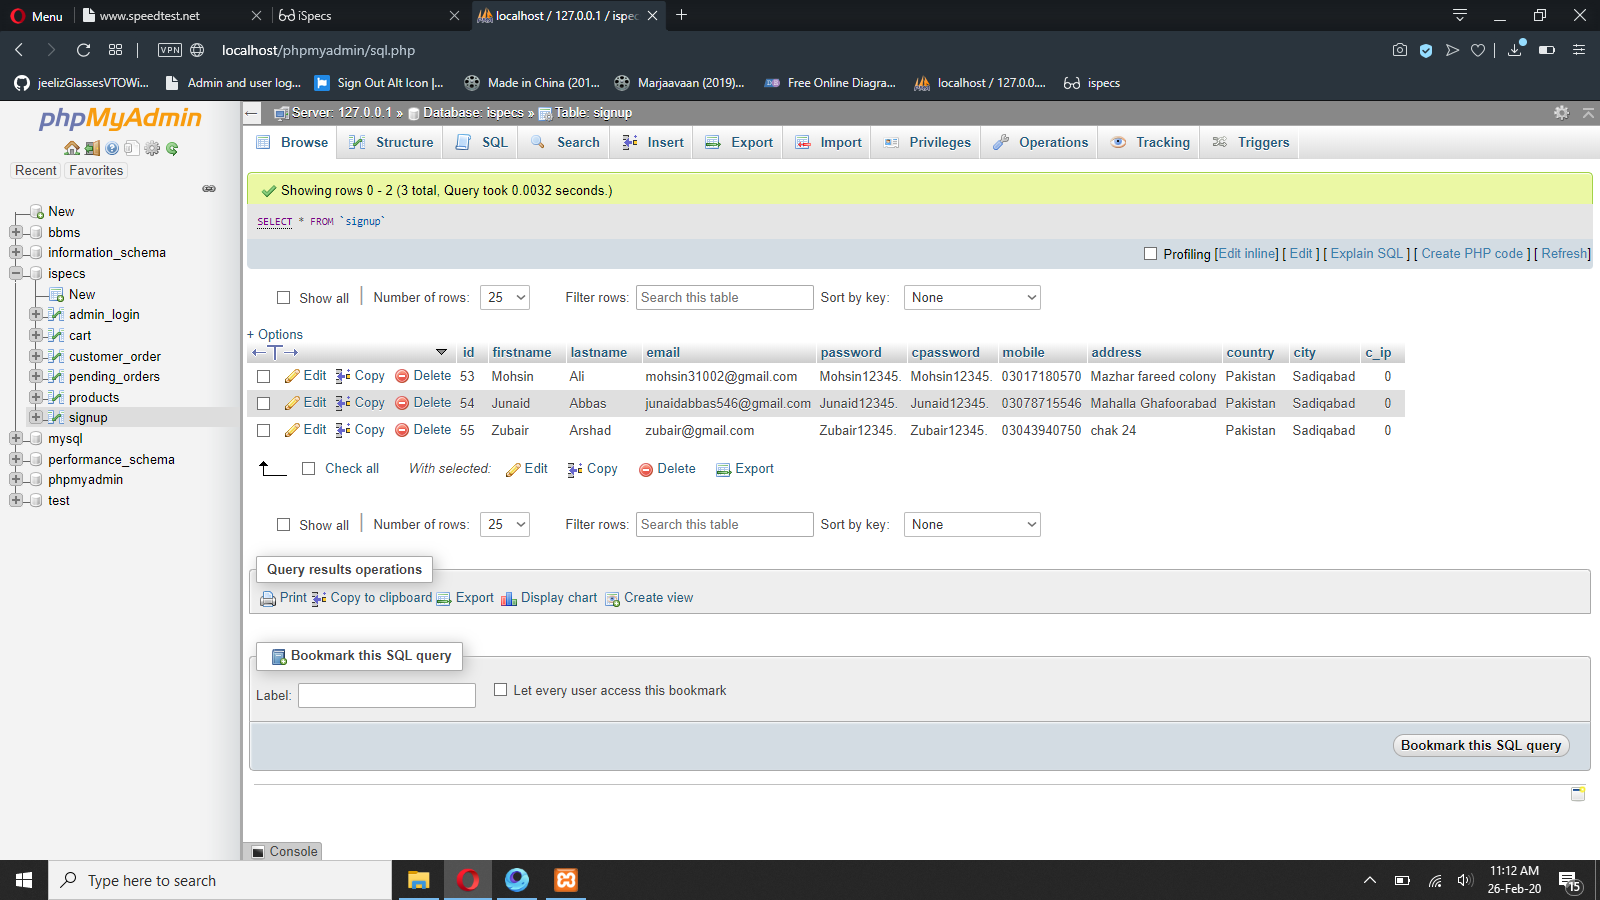 Menu
www.speedtest.net
iSpecs
localhost / 127.0.0.1 / ispec
VPN
localhost/phpmyadmin/sql.php
jeelizGlassesVTOWi...
Admin and user log...
Sign Out Alt Icon |...
Made in China (201...
Marjaavaan (2019)...
Free Online Diagra...
localhost / 127.0.0....
ispecs
phpMyAdmin
Recent Favorites
New
bbms
information_schema
ispecs
New
admin_login
cart
customer_order
pending_orders
products
signup
mysql
performance_schema
phpmyadmin
test
Server: 127.0.0.1 » Database: ispecs » Table: signup
Browse Structure SQL Search Insert Export Import Privileges Operations Tracking Triggers
Showing rows 0 - 2 (3 total, Query took 0.0032 seconds.)
SELECT * FROM `signup`
Profiling [Edit inline] [ Edit ] [ Explain SQL ] [ Create PHP code ] [ Refresh]
Show all Number of rows: 25 Filter rows: Search this table Sort by key: None
+ Options
id firstname lastname email password cpassword mobile address country city c_ip
Edit Copy Delete 53 Mohsin Ali mohsin31002@gmail.com Mohsin12345. Mohsin12345. 03017180570 Mazhar fareed colony Pakistan Sadiqabad 0
Edit Copy Delete 54 Junaid Abbas junaidabbas546@gmail.com Junaid12345. Junaid12345. 03078715546 Mahalla Ghafoorabad Pakistan Sadiqabad 0
Edit Copy Delete 55 Zubair Arshad zubair@gmail.com Zubair12345. Zubair12345. 03043940750 chak 24 Pakistan Sadiqabad 0
Check all With selected: Edit Copy Delete Export
Show all Number of rows: 25 Filter rows: Search this table Sort by key: None
Query results operations
Print Copy to clipboard Export Display chart Create view
Bookmark this SQL query
Label: Let every user access this bookmark
Bookmark this SQL query
Console
Type here to search
11:12 AM
26-Feb-20
15